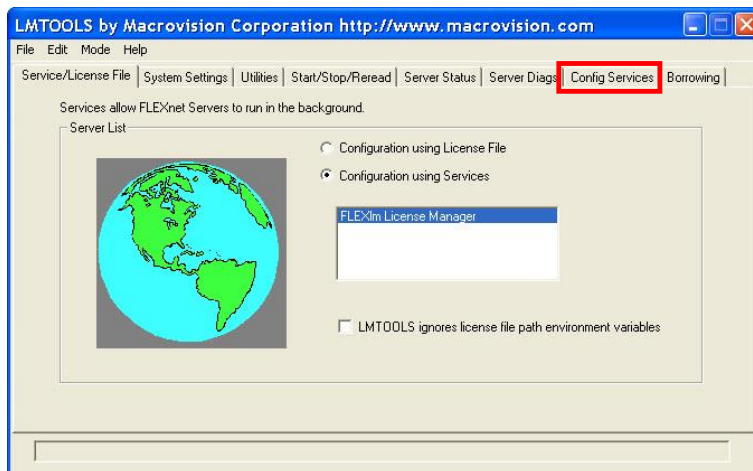 LMTOOLS by Macrovision Corporation http://www.macrovision.com
File Edit Mode Help
Service/License File System Settings Utilities Start/Stop/Reread Server Status Server Diags Config Services Borrowing
Services allow FLEXnet Servers to run in the background.
Server List
Configuration using License File
Configuration using Services
FLEXlm License Manager
LMTOOLS ignores license file path environment variables